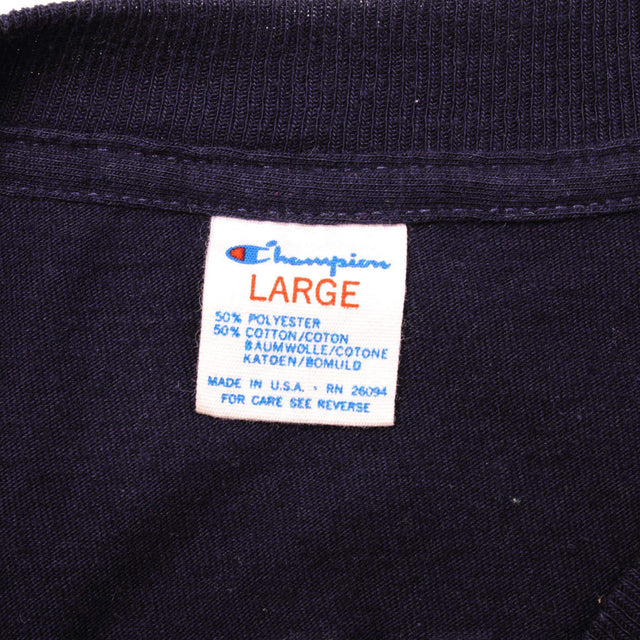 Champion
LARGE
50% POLYESTER
50% COTTON/COTON
BAUMWOLLE/COTONE
KATOEN/BOMULD
MADE IN U.S.A. · RN 26094
FOR CARE SEE REVERSE